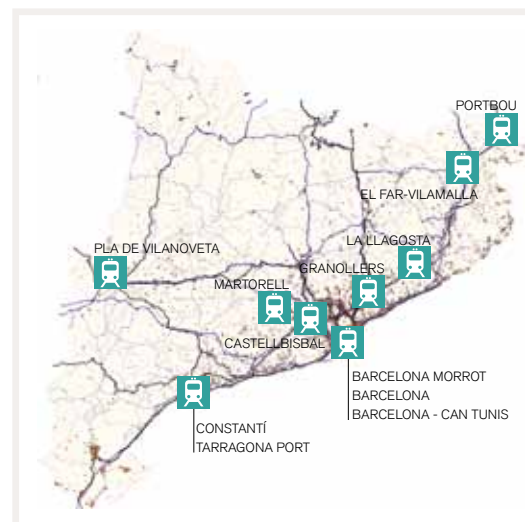 PORTBOU
EL FAR-VILAMALLA
LA LLAGOSTA
PLA DE VILANOVETA
GRANOLLERS
MARTORELL
CASTELLBISBAL
BARCELONA MORROT
BARCELONA
BARCELONA - CAN TUNIS
CONSTANTÍ
TARRAGONA PORT